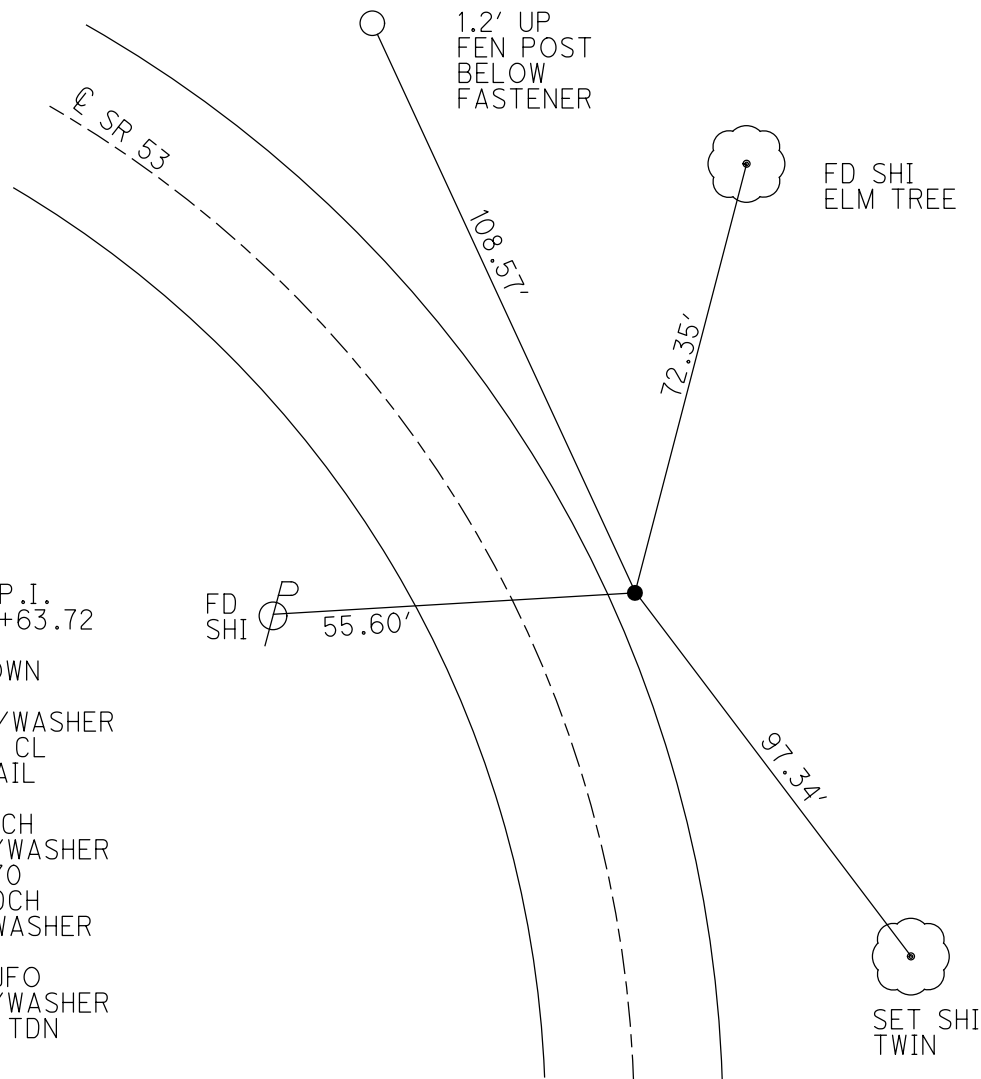 1.2' UP
FEN POST
BELOW
FASTENER
℄ SR 53
FD SHI
ELM TREE
108.57'
72.35'
P.I.
+63.72
FD
SHI
P
55.60'
/WASHER
CL
WASHER
97.34'
/WASHER
TDN
SET SHI
TWIN